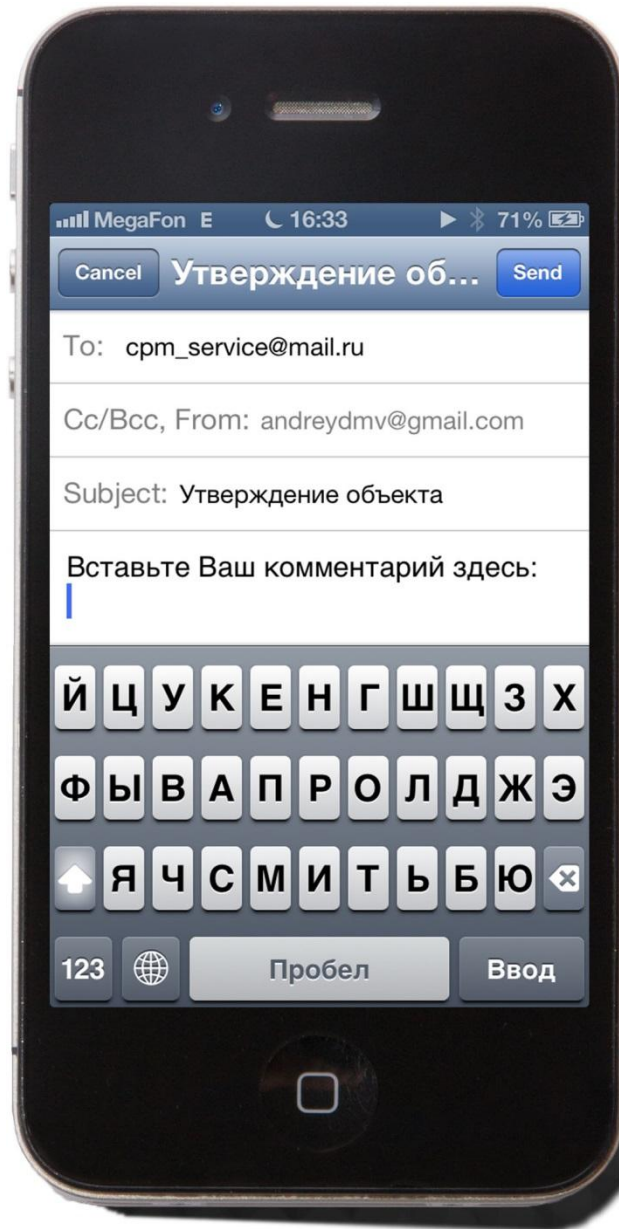 MegaFon E 16:33 71%
Cancel Утверждение об... Send
To: cpm_service@mail.ru
Cc/Bcc, From: andreydmv@gmail.com
Subject: Утверждение объекта
Вставьте Ваш комментарий здесь:
Й Ц У К Е Н Г Ш Щ З Х
Ф Ы В А П Р О Л Д Ж Э
Я Ч С М И Т Ь Б Ю
123 Пробел Ввод